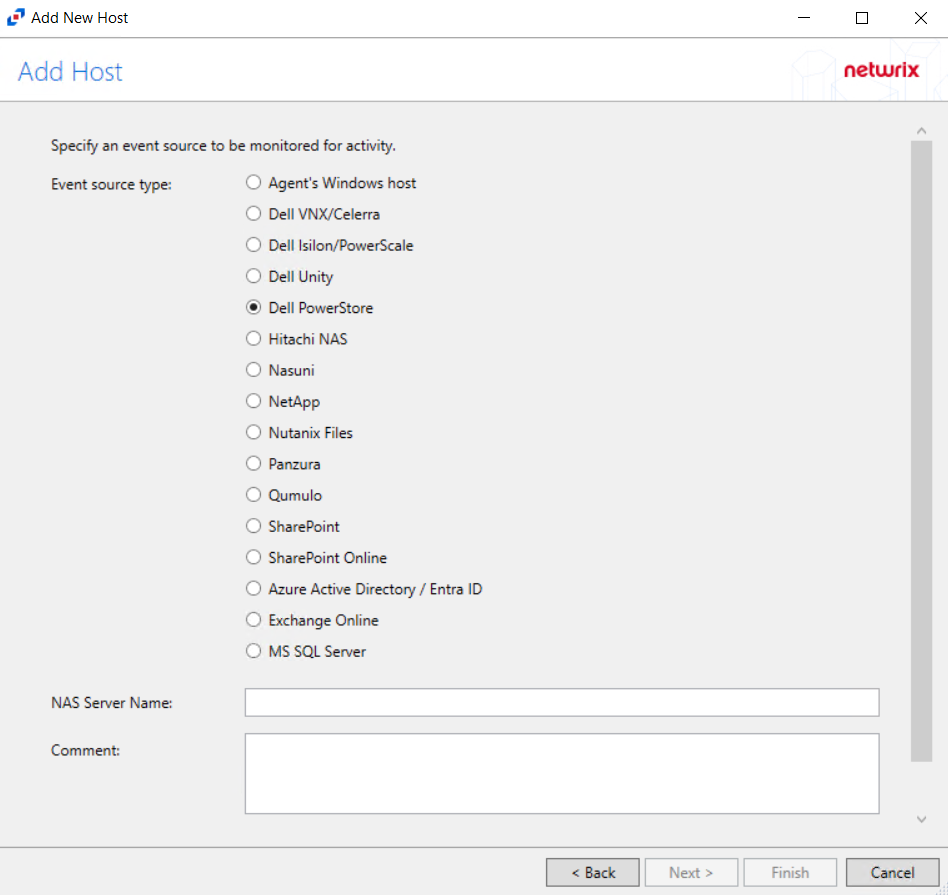 Add New Host
Add Host
netwrix
Specify an event source to be monitored for activity.
Event source type:
Agent's Windows host
Dell VNX/Celerra
Dell Isilon/PowerScale
Dell Unity
Dell PowerStore
Hitachi NAS
Nasuni
NetApp
Nutanix Files
Panzura
Qumulo
SharePoint
SharePoint Online
Azure Active Directory / Entra ID
Exchange Online
MS SQL Server
NAS Server Name:
Comment:
< Back
Next >
Finish
Cancel